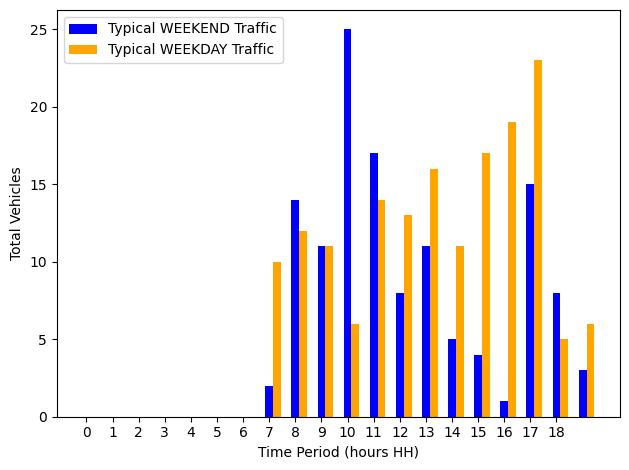 Typical WEEKEND Traffic
Typical WEEKDAY Traffic
25
20
15
10
5
0
Total Vehicles
0 1 2 3 4 5 6 7 8 9 10 11 12 13 14 15 16 17 18
Time Period (hours HH)